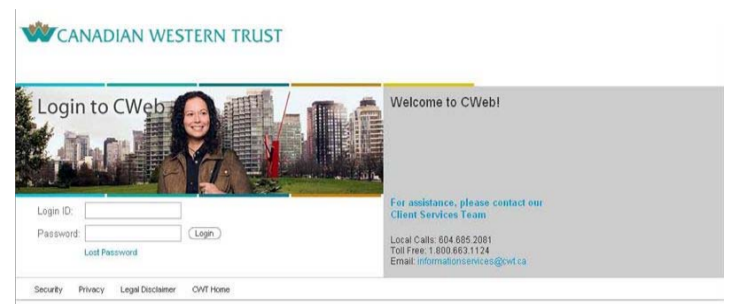 CANADIAN WESTERN TRUST
Login to CWeb
Login ID:
Password:
Login
Lost Password
Welcome to CWeb!
For assistance, please contact our
Client Services Team
Local Calls: 604.685.2081
Toll Free: 1.800.663.1124
Email: informationservices@cwt.ca
Security Privacy Legal Disclaimer CWT Home